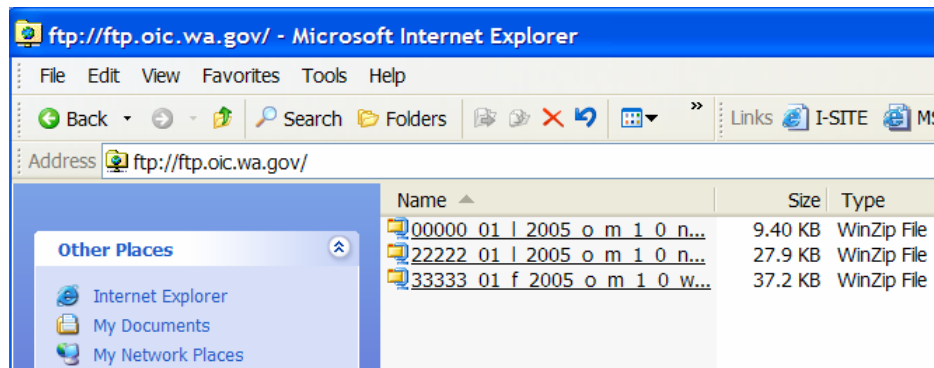 ftp://ftp.oic.wa.gov/ - Microsoft Internet Explorer
File Edit View Favorites Tools Help
Back Search Folders » Links I-SITE MS
Address ftp://ftp.oic.wa.gov/
Name Size Type
00000_01_l_2005_o_m_1_0_n... 9.40 KB WinZip File
22222_01_l_2005_o_m_1_0_n... 27.9 KB WinZip File
33333_01_f_2005_o_m_1_0_w... 37.2 KB WinZip File
Other Places
Internet Explorer
My Documents
My Network Places